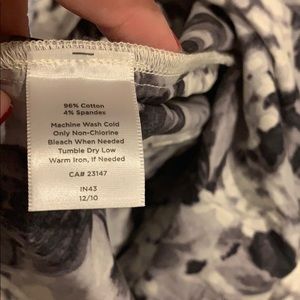 96% Cotton
4% Spandex
Machine Wash Cold
Only Non-Chlorine
Bleach When Needed
Tumble Dry Low
Warm Iron, If Needed
CA# 23147
IN43
12/10